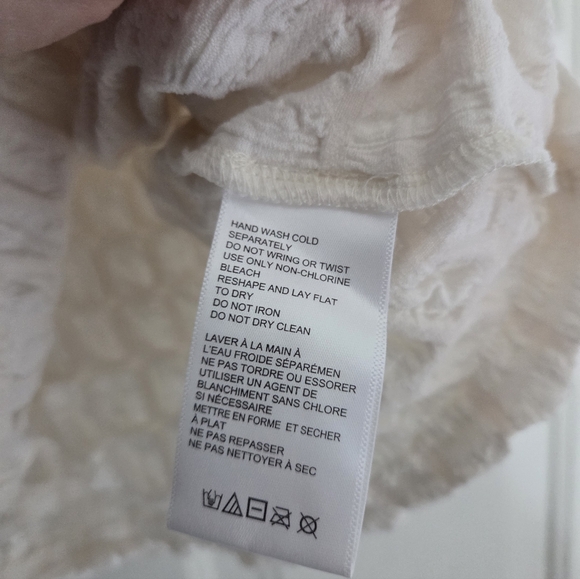 HAND WASH COLD
SEPARATELY
DO NOT WRING OR TWIST
USE ONLY NON-CHLORINE
BLEACH
RESHAPE AND LAY FLAT
TO DRY
DO NOT IRON
DO NOT DRY CLEAN
LAVER À LA MAIN À
L'EAU FROIDE SÉPARÉMEN
NE PAS TORDRE OU ESSORER
UTILISER UN AGENT DE
BLANCHIMENT SANS CHLORE
SI NÉCESSAIRE
METTRE EN FORME ET SECHER
À PLAT
NE PAS REPASSER
NE PAS NETTOYER À SEC